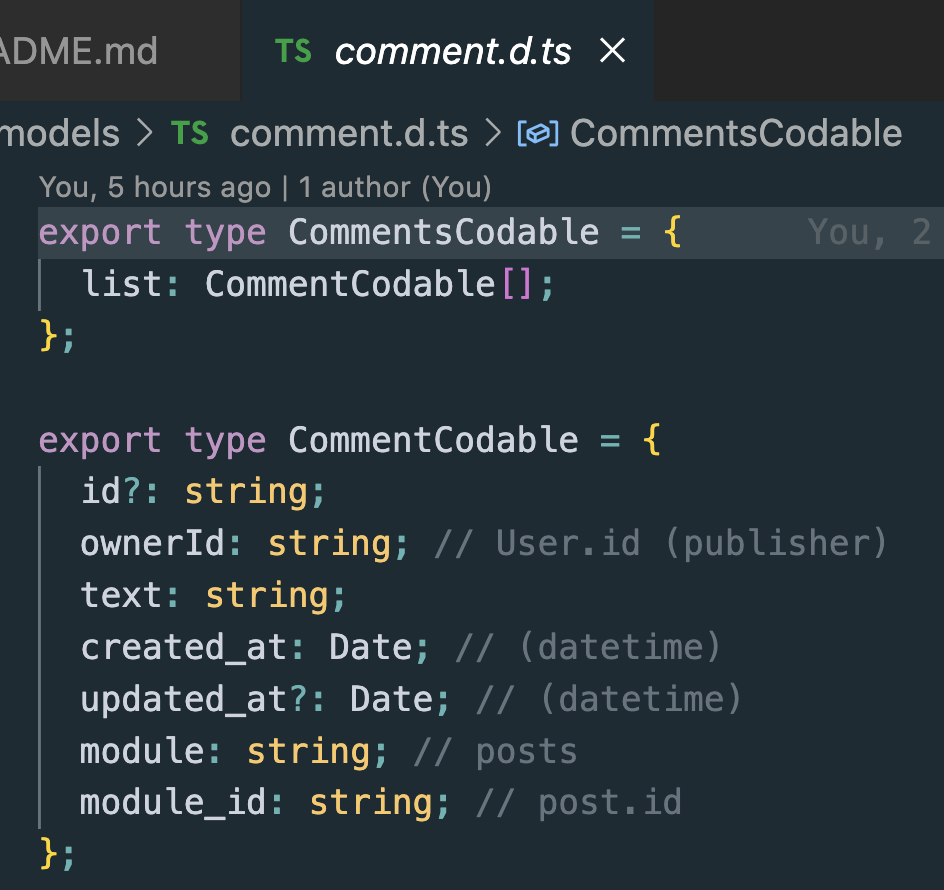 ADME.md
TS comment.d.ts ×
models > TS comment.d.ts > CommentsCodable
You, 5 hours ago | 1 author (You)
export type CommentsCodable = { You, 2
list: CommentCodable[];
};
export type CommentCodable = {
id?: string;
ownerId: string; // User.id (publisher)
text: string;
created_at: Date; // (datetime)
updated_at?: Date; // (datetime)
module: string; // posts
module_id: string; // post.id
};